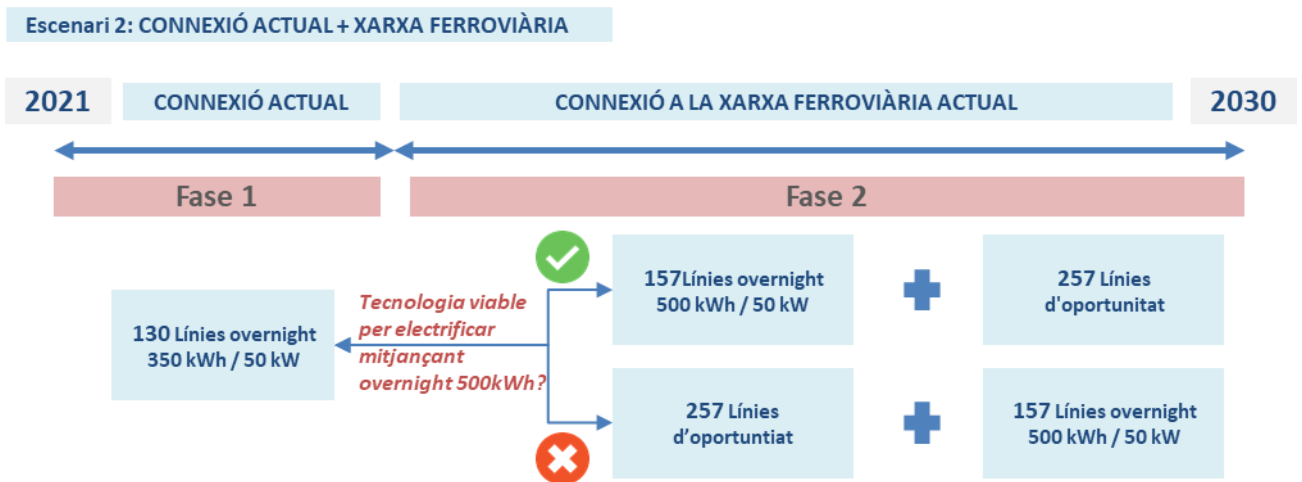 Escenari 2: CONNEXIÓ ACTUAL + XARXA FERROVIÀRIA
2021
CONNEXIÓ ACTUAL
CONNEXIÓ A LA XARXA FERROVIÀRIA ACTUAL
2030
Fase 1
Fase 2
130 Línies overnight
350 kWh / 50 kW
Tecnologia viable
per electrificar
mitjançant
overnight 500kWh?
157Línies overnight
500 kWh / 50 kW
257 Línies
d'oportunitat
257 Línies
d’oportuntiat
157 Línies overnight
500 kWh / 50 kW